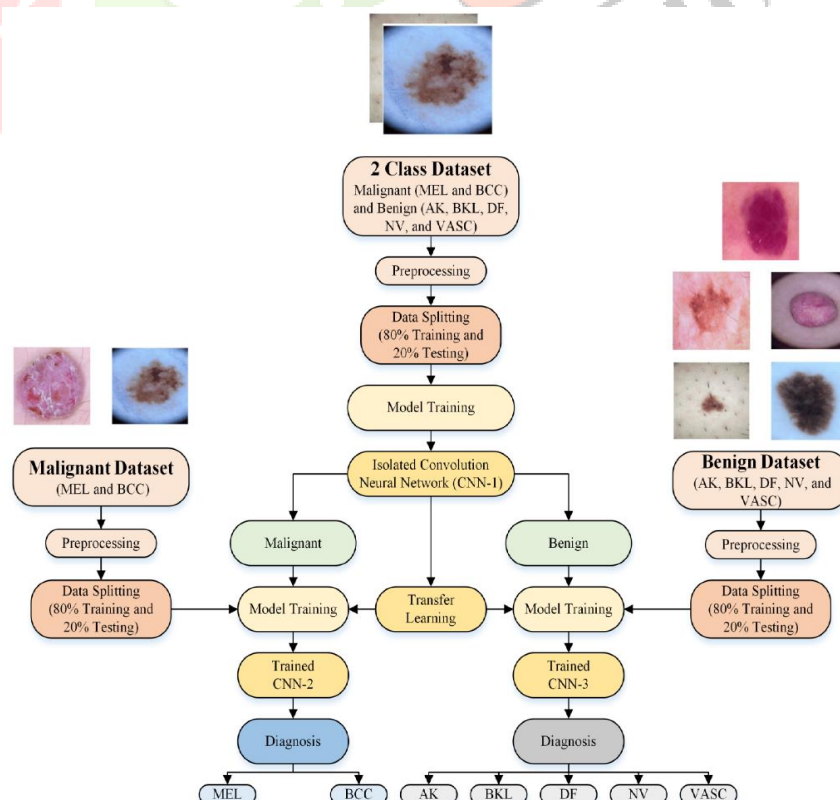 2 Class Dataset
Malignant (MEL and BCC)
and Benign (AK, BKL, DF,
NV, and VASC)
Preprocessing
Data Splitting
(80% Training and
20% Testing)
Model Training
Isolated Convolution
Neural Network (CNN-1)
Malignant Dataset
(MEL and BCC)
Preprocessing
Data Splitting
(80% Training and
20% Testing)
Malignant
Model Training
Transfer
Learning
Benign
Model Training
Benign Dataset
(AK, BKL, DF, NV, and
VASC)
Preprocessing
Data Splitting
(80% Training and
20% Testing)
Trained
CNN-2
Diagnosis
MEL
BCC
Trained
CNN-3
Diagnosis
AK
BKL
DF
NV
VASC